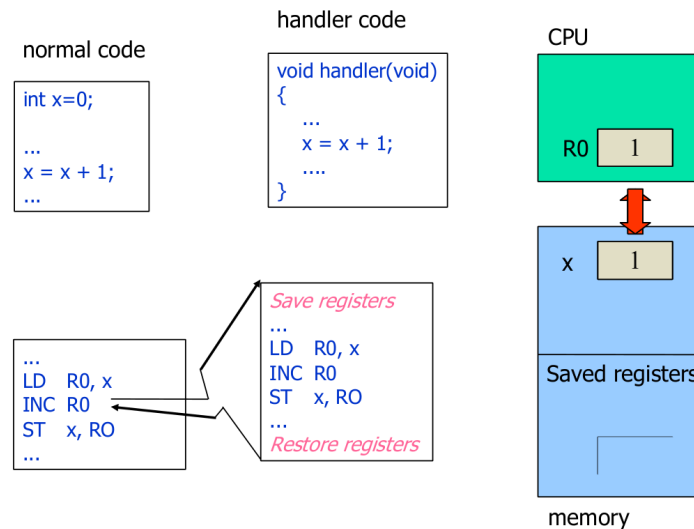 normal code
int x=0;
...
x = x + 1;
...
handler code
void handler(void)
{
...
x = x + 1;
....
}
CPU
R0 1
x 1
Saved registers
memory
...
LD R0, x
INC R0
ST x, RO
...
Save registers
...
LD R0, x
INC R0
ST x, RO
...
Restore registers